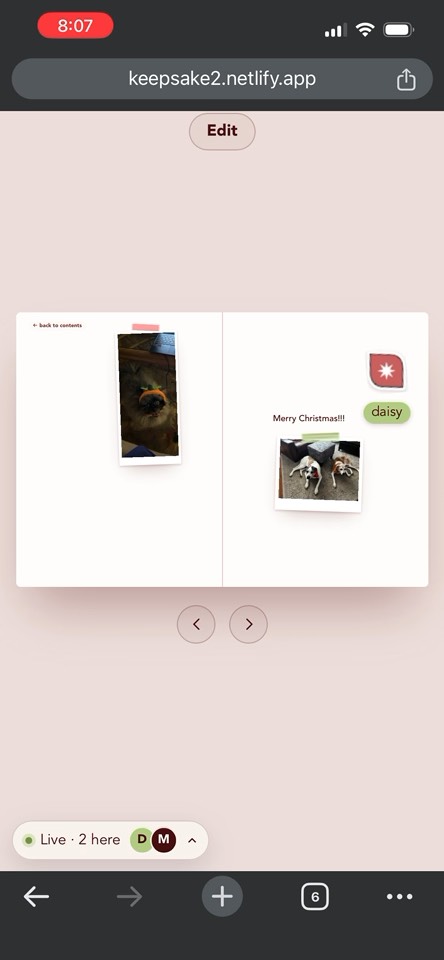 8:07
keepsake2.netlify.app
Edit
← back to contents
daisy
Merry Christmas!!!
Live · 2 here D M
6